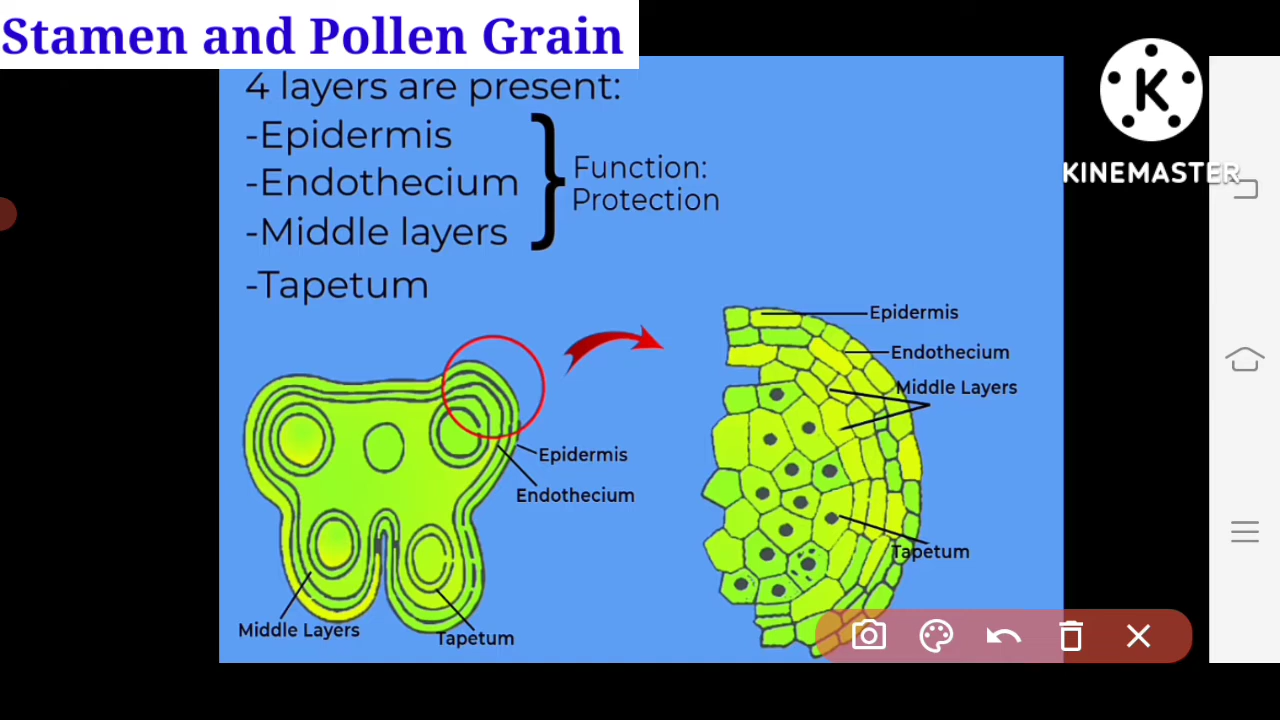 Stamen and Pollen Grain
4 layers are present:
-Epidermis
-Endothecium
-Middle layers
-Tapetum
Function:
Protection
K
KINEMASTER
Epidermis
Endothecium
Middle Layers
Tapetum
Epidermis
Endothecium
Middle Layers
Tapetum